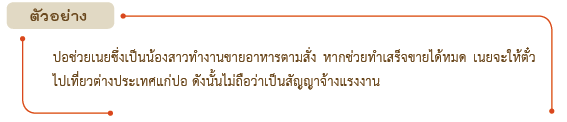 ตัวอย่าง
ปอช่วยเนยซึ่งเป็นน้องสาวทำงานขายอาหารตามสั่ง หากช่วยทำเสร็จขายได้หมด เนยจะให้ตั๋ว
ไปเที่ยวต่างประเทศแก่ปอ ดังนั้นไม่ถือว่าเป็นสัญญาจ้างแรงงาน